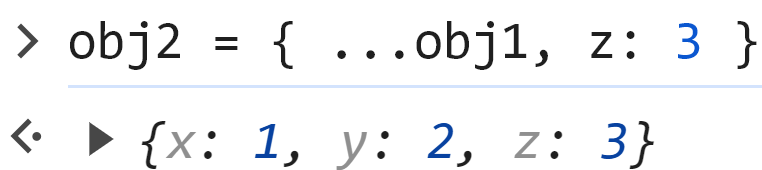 > obj2 = { ...obj1, z: 3 }
{x: 1, y: 2, z: 3}